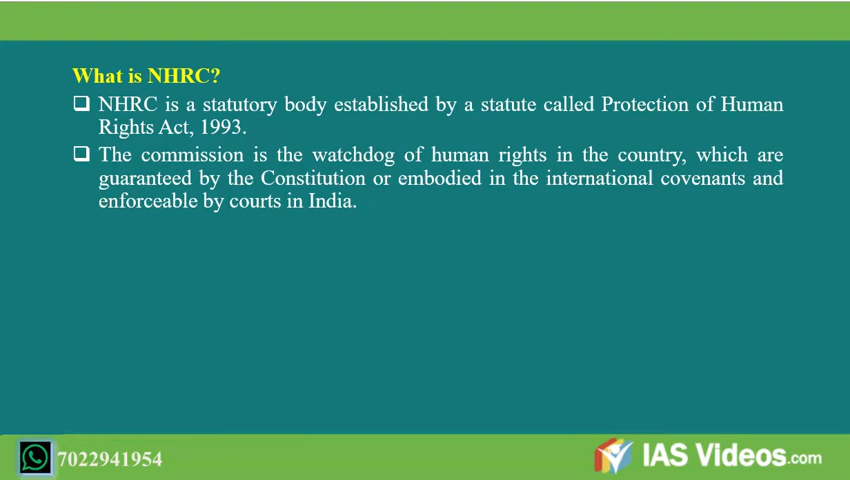 What is NHRC?
❑ NHRC is a statutory body established by a statute called Protection of Human
Rights Act, 1993.
❑ The commission is the watchdog of human rights in the country, which are
guaranteed by the Constitution or embodied in the international covenants and
enforceable by courts in India.
7022941954
IAS Videos.com